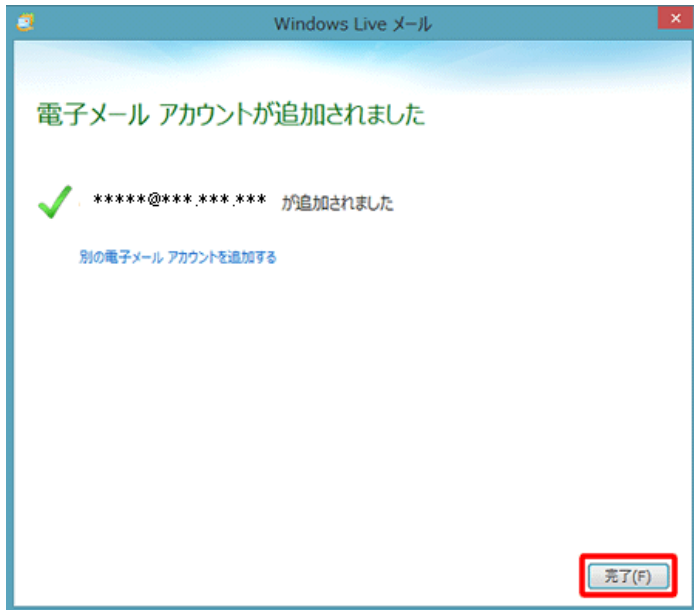 Windows Live メール
電子メール アカウントが追加されました
*****@***.***.*** が追加されました
別の電子メール アカウントを追加する
完了(F)